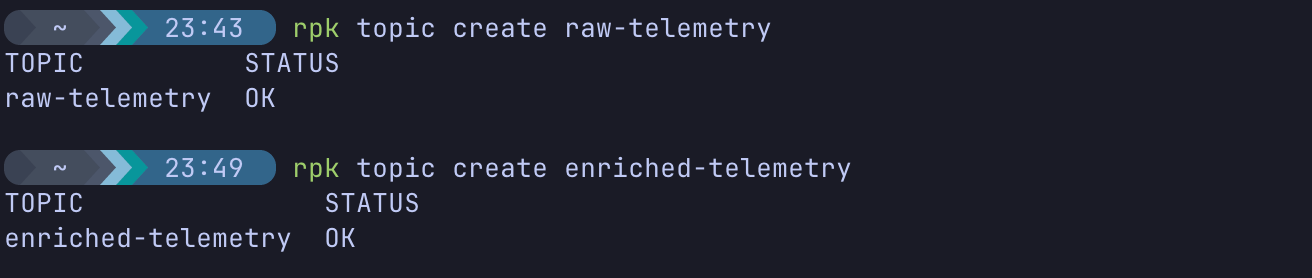 ~ 23:43 rpk topic create raw-telemetry
TOPIC          STATUS
raw-telemetry  OK
~ 23:49 rpk topic create enriched-telemetry
TOPIC               STATUS
enriched-telemetry  OK